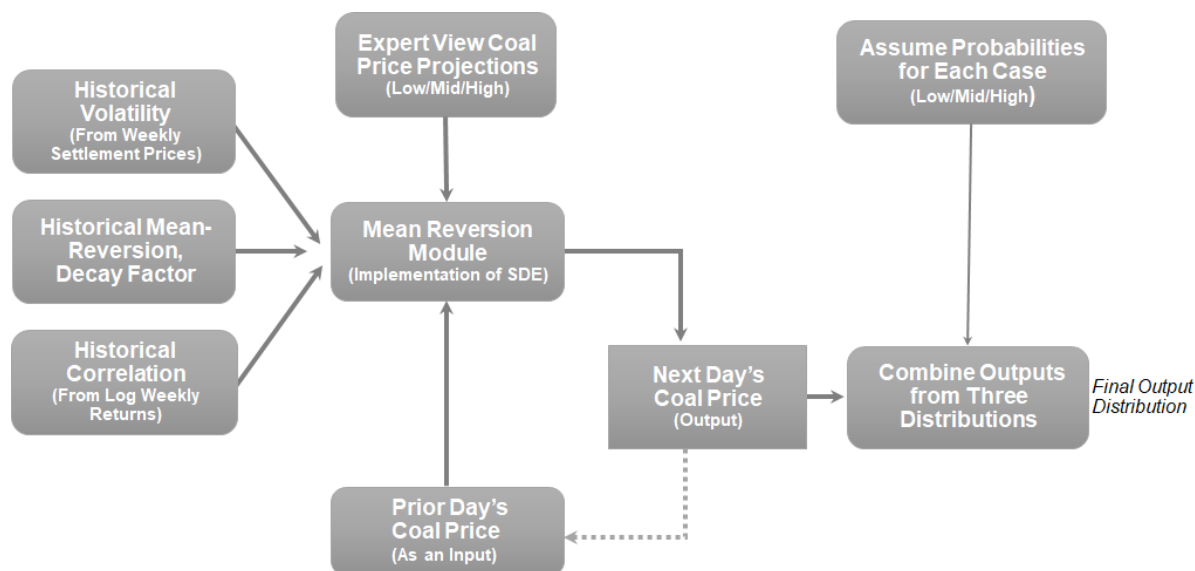 Expert View Coal
Price Projections
(Low/Mid/High)
Assume Probabilities
for Each Case
(Low/Mid/High)
Historical
Volatility
(From Weekly
Settlement Prices)
Historical Mean-
Reversion,
Decay Factor
Mean Reversion
Module
(Implementation of SDE)
Historical
Correlation
(From Log Weekly
Returns)
Next Day's
Coal Price
(Output)
Combine Outputs
from Three
Distributions
Final Output
Distribution
Prior Day's
Coal Price
(As an Input)